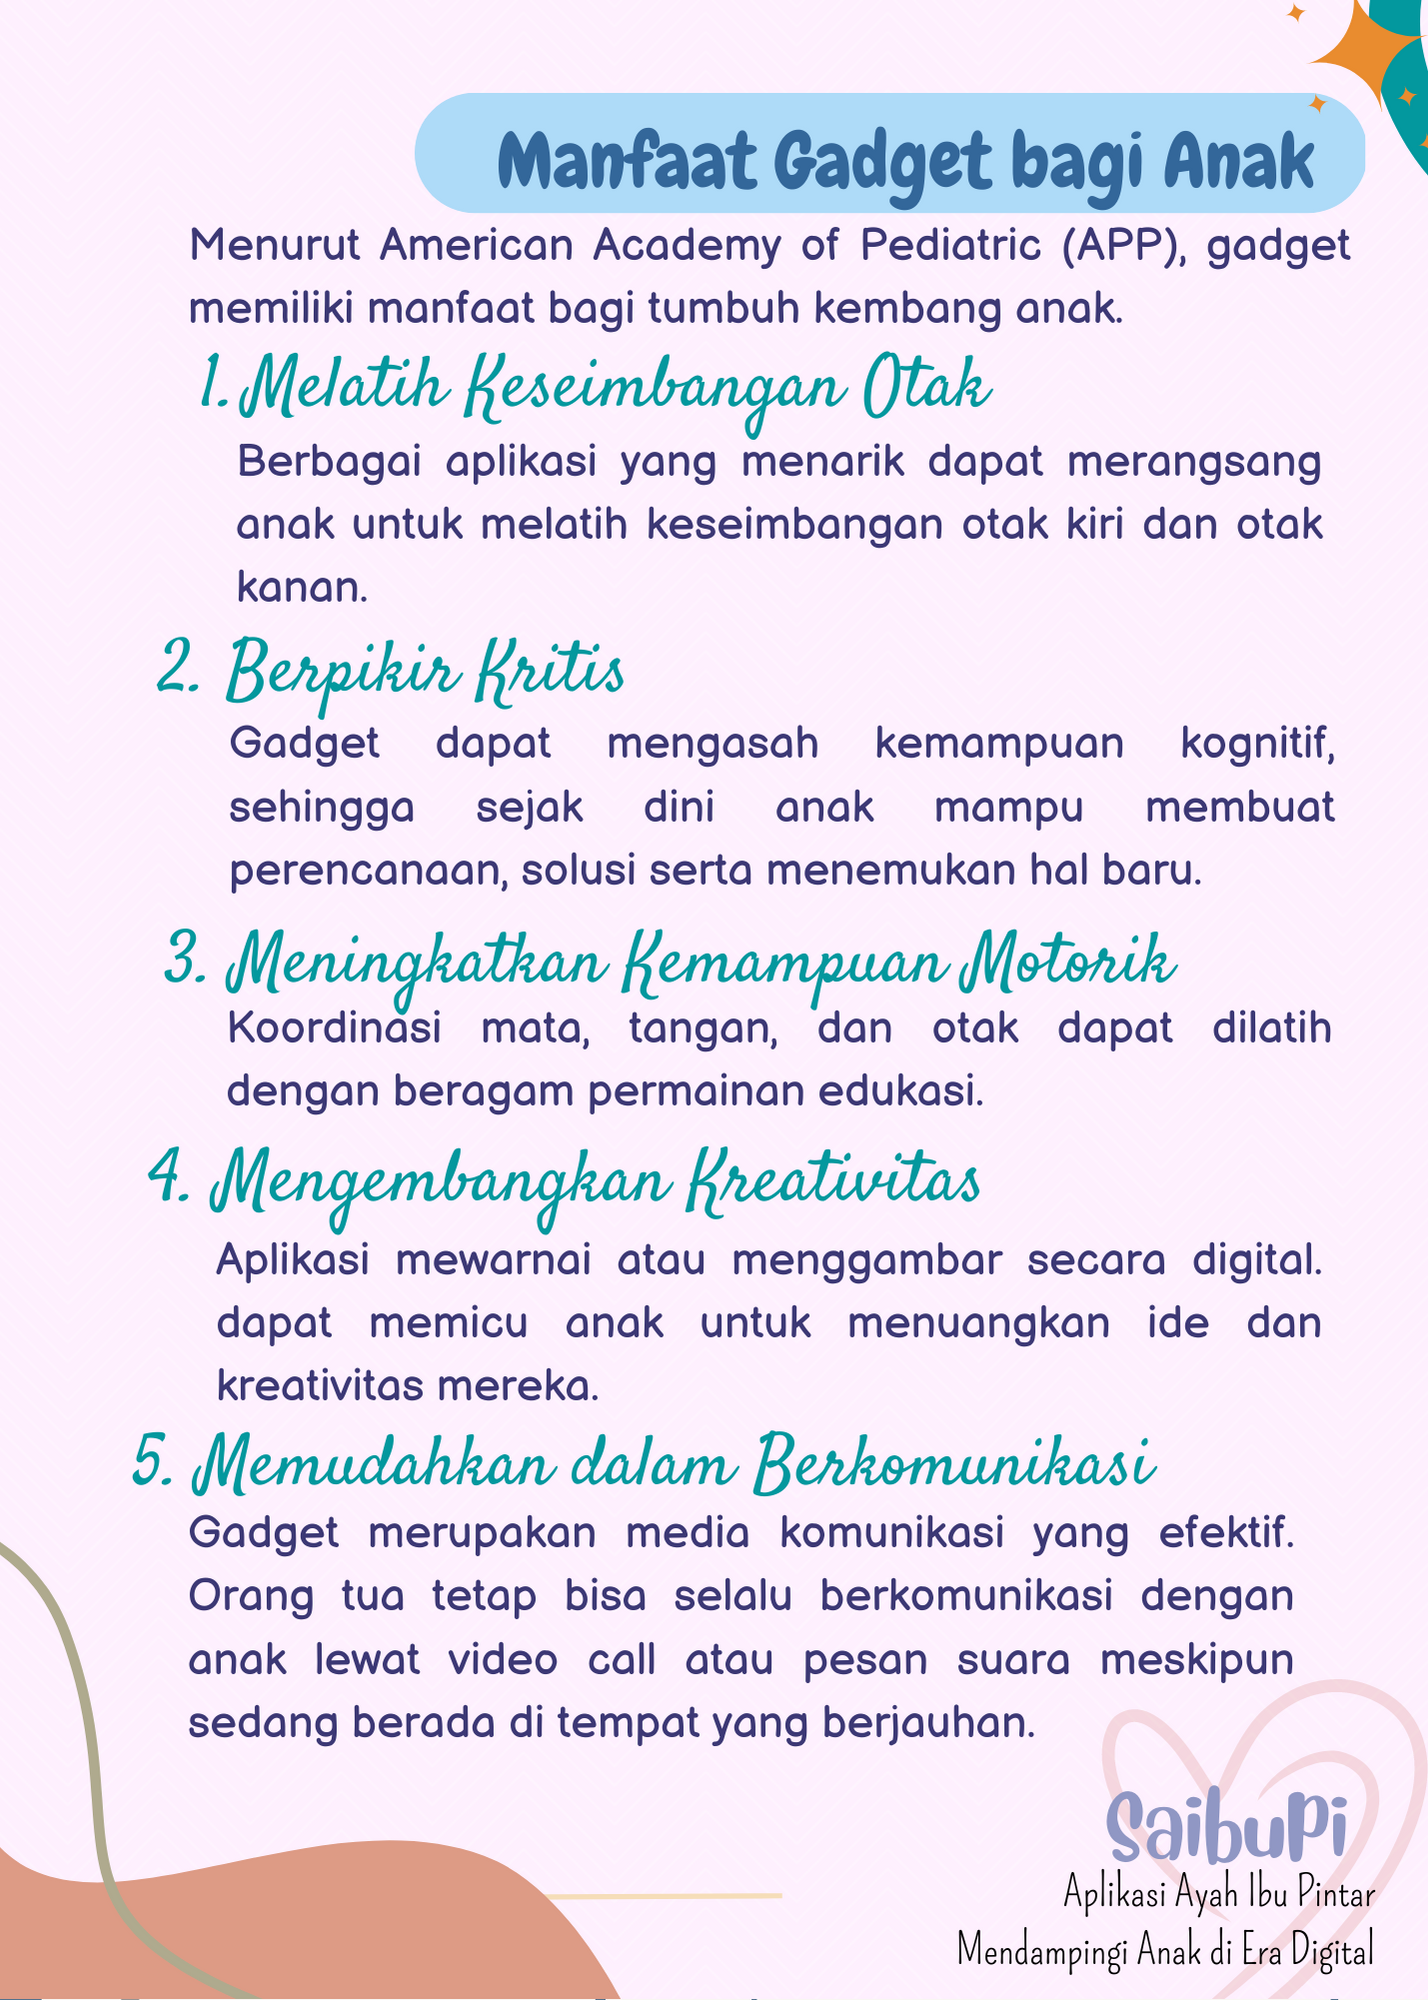 Manfaat Gadget bagi Anak
Menurut American Academy of Pediatric (APP), gadget
memiliki manfaat bagi tumbuh kembang anak.
1. Melatih Keseimbangan Otak
Berbagai aplikasi yang menarik dapat merangsang
anak untuk melatih keseimbangan otak kiri dan otak
kanan.
2. Berpikir Kritis
Gadget dapat mengasah kemampuan kognitif,
sehingga sejak dini anak mampu membuat
perencanaan, solusi serta menemukan hal baru.
3. Meningkatkan Kemampuan Motorik
Koordinasi mata, tangan, dan otak dapat dilatih
dengan beragam permainan edukasi.
4. Mengembangkan Kreativitas
Aplikasi mewarnai atau menggambar secara digital.
dapat memicu anak untuk menuangkan ide dan
kreativitas mereka.
5. Memudahkan dalam Berkomunikasi
Gadget merupakan media komunikasi yang efektif.
Orang tua tetap bisa selalu berkomunikasi dengan
anak lewat video call atau pesan suara meskipun
sedang berada di tempat yang berjauhan.
SaibuPi
Aplikasi Ayah Ibu Pintar
Mendampingi Anak di Era Digital